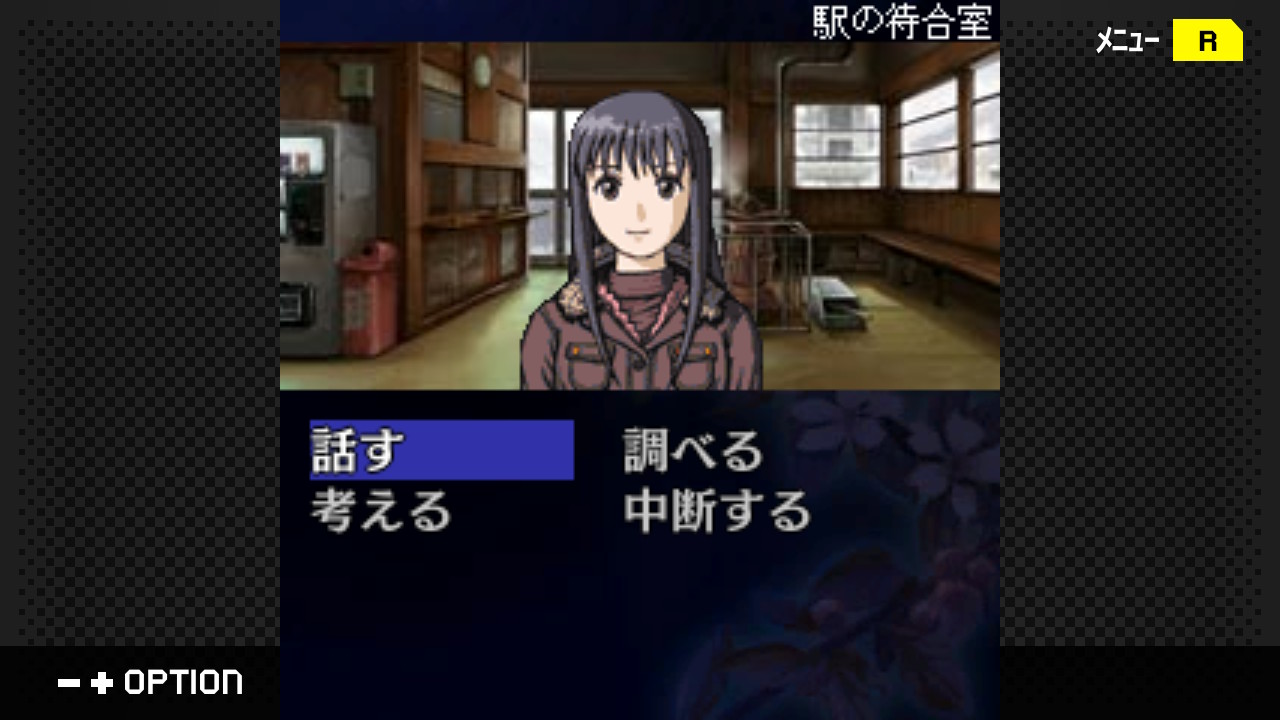 駅の待合室
メニュー R
話す 調べる
考える 中断する
－ ＋ OPTION